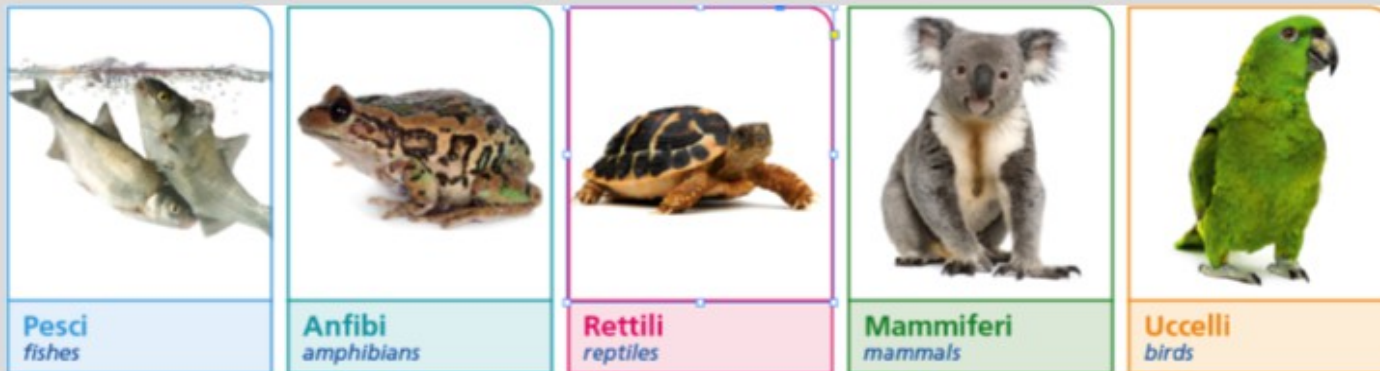 Pesci
fishes
Anfibi
amphibians
Rettili
reptiles
Mammiferi
mammals
Uccelli
birds